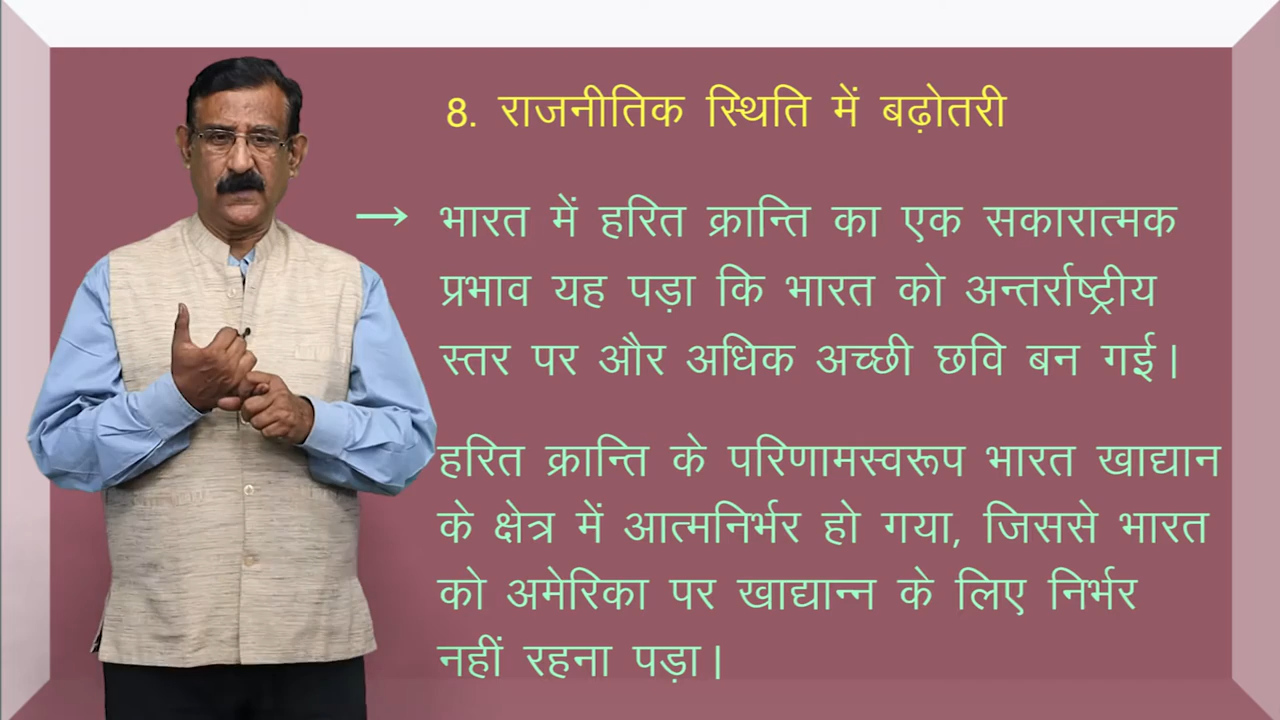 8. राजनीतिक स्थिति में बढ़ोतरी
→ भारत में हरित क्रान्ति का एक सकारात्मक
प्रभाव यह पड़ा कि भारत को अन्तर्राष्ट्रीय
स्तर पर और अधिक अच्छी छवि बन गई।
हरित क्रान्ति के परिणामस्वरूप भारत खाद्यान
के क्षेत्र में आत्मनिर्भर हो गया, जिससे भारत
को अमेरिका पर खाद्यान्न के लिए निर्भर
नहीं रहना पड़ा।